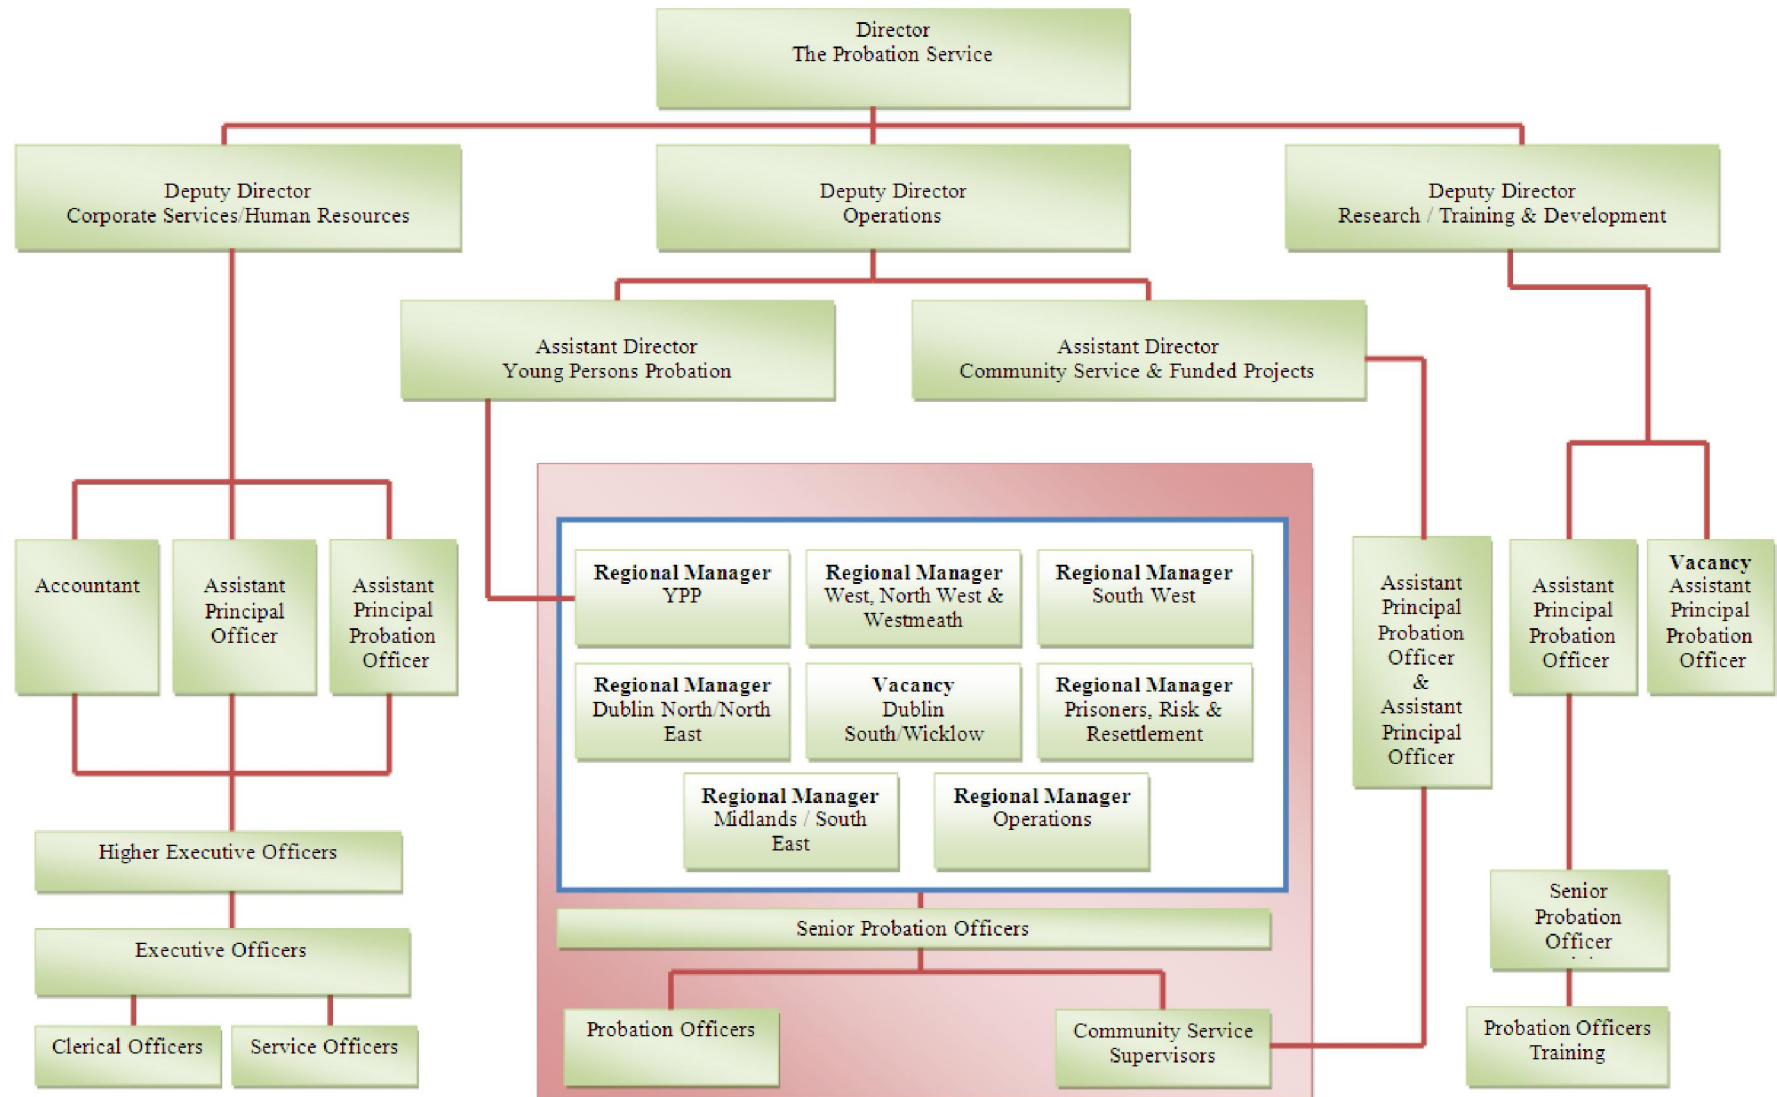 Director
The Probation Service
Deputy Director
Corporate Services/Human Resources
Deputy Director
Operations
Deputy Director
Research / Training & Development
Assistant Director
Young Persons Probation
Assistant Director
Community Service & Funded Projects
Accountant
Assistant
Principal
Officer
Assistant
Principal
Probation
Officer
Regional Manager
YPP
Regional Manager
West, North West &
Westmeath
Regional Manager
South West
Regional Manager
Dublin North/North
East
Vacancy
Dublin
South/Wicklow
Regional Manager
Prisoners, Risk &
Resettlement
Regional Manager
Midlands / South
East
Regional Manager
Operations
Assistant
Principal
Probation
Officer
&
Assistant
Principal
Officer
Assistant
Principal
Probation
Officer
Vacancy
Assistant
Principal
Probation
Officer
Higher Executive Officers
Executive Officers
Clerical Officers
Service Officers
Senior Probation Officers
Probation Officers
Community Service
Supervisors
Senior
Probation
Officer
Probation Officers
Training